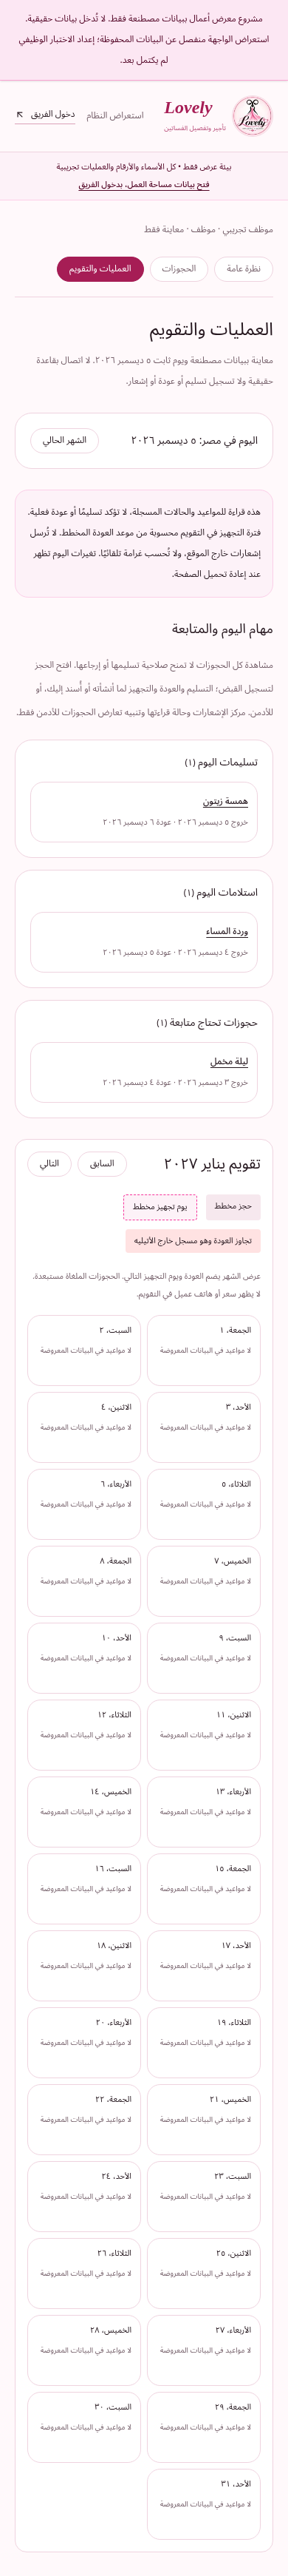 مشروع معرض أعمال ببيانات مصطنعة فقط. لا تُدخل بيانات حقيقية.
استعراض الواجهة منفصل عن البيانات المحفوظة؛ إعداد الاختبار الوظيفي
لم يكتمل بعد.
Lovely
Lovely
تأجير وتفصيل الفساتين
استعراض النظام
دخول الفريق ↖
بيئة عرض فقط • كل الأسماء والأرقام والعمليات تجريبية
فتح بيانات مساحة العمل، بدخول الفريق
موظف تجريبي · موظف · معاينة فقط
نظرة عامة
الحجوزات
العمليات والتقويم
العمليات والتقويم
معاينة ببيانات مصطنعة ويوم ثابت ٥ ديسمبر ٢٠٢٦. لا اتصال بقاعدة
حقيقية ولا تسجيل تسليم أو عودة أو إشعار.
اليوم في مصر: ٥ ديسمبر ٢٠٢٦
الشهر الحالي
هذه قراءة للمواعيد والحالات المسجلة، لا تؤكد تسليمًا أو عودة فعلية.
فترة التجهيز في التقويم محسوبة من موعد العودة المخطط. لا تُرسل
إشعارات خارج الموقع، ولا تُحسب غرامة تلقائيًا. تغيرات اليوم تظهر
عند إعادة تحميل الصفحة.
مهام اليوم والمتابعة
مشاهدة كل الحجوزات لا تمنح صلاحية تسليمها أو إرجاعها. افتح الحجز
لتسجيل القبض؛ التسليم والعودة والتجهيز لما أنشأته أو أُسند إليك، أو
للأدمن. مركز الإشعارات وحالة قراءتها وتنبيه تعارض الحجوزات للأدمن فقط.
تسليمات اليوم (١)
همسة زيتون
خروج ٥ ديسمبر ٢٠٢٦ · عودة ٦ ديسمبر ٢٠٢٦
استلامات اليوم (١)
وردة المساء
خروج ٤ ديسمبر ٢٠٢٦ · عودة ٥ ديسمبر ٢٠٢٦
حجوزات تحتاج متابعة (١)
ليلة مخمل
خروج ٣ ديسمبر ٢٠٢٦ · عودة ٤ ديسمبر ٢٠٢٦
تقويم يناير ٢٠٢٧
السابق
التالي
حجز مخطط
يوم تجهيز مخطط
تجاوز العودة وهو مسجل خارج الأتيليه
عرض الشهر يضم العودة ويوم التجهيز التالي. الحجوزات الملغاة مستبعدة.
لا يظهر سعر أو هاتف عميل في التقويم.
الجمعة، ١
لا مواعيد في البيانات المعروضة
السبت، ٢
لا مواعيد في البيانات المعروضة
الأحد، ٣
لا مواعيد في البيانات المعروضة
الاثنين، ٤
لا مواعيد في البيانات المعروضة
الثلاثاء، ٥
لا مواعيد في البيانات المعروضة
الأربعاء، ٦
لا مواعيد في البيانات المعروضة
الخميس، ٧
لا مواعيد في البيانات المعروضة
الجمعة، ٨
لا مواعيد في البيانات المعروضة
السبت، ٩
لا مواعيد في البيانات المعروضة
الأحد، ١٠
لا مواعيد في البيانات المعروضة
الاثنين، ١١
لا مواعيد في البيانات المعروضة
الثلاثاء، ١٢
لا مواعيد في البيانات المعروضة
الأربعاء، ١٣
لا مواعيد في البيانات المعروضة
الخميس، ١٤
لا مواعيد في البيانات المعروضة
الجمعة، ١٥
لا مواعيد في البيانات المعروضة
السبت، ١٦
لا مواعيد في البيانات المعروضة
الأحد، ١٧
لا مواعيد في البيانات المعروضة
الاثنين، ١٨
لا مواعيد في البيانات المعروضة
الثلاثاء، ١٩
لا مواعيد في البيانات المعروضة
الأربعاء، ٢٠
لا مواعيد في البيانات المعروضة
الخميس، ٢١
لا مواعيد في البيانات المعروضة
الجمعة، ٢٢
لا مواعيد في البيانات المعروضة
السبت، ٢٣
لا مواعيد في البيانات المعروضة
الأحد، ٢٤
لا مواعيد في البيانات المعروضة
الاثنين، ٢٥
لا مواعيد في البيانات المعروضة
الثلاثاء، ٢٦
لا مواعيد في البيانات المعروضة
الأربعاء، ٢٧
لا مواعيد في البيانات المعروضة
الخميس، ٢٨
لا مواعيد في البيانات المعروضة
الجمعة، ٢٩
لا مواعيد في البيانات المعروضة
السبت، ٣٠
لا مواعيد في البيانات المعروضة
الأحد، ٣١
لا مواعيد في البيانات المعروضة